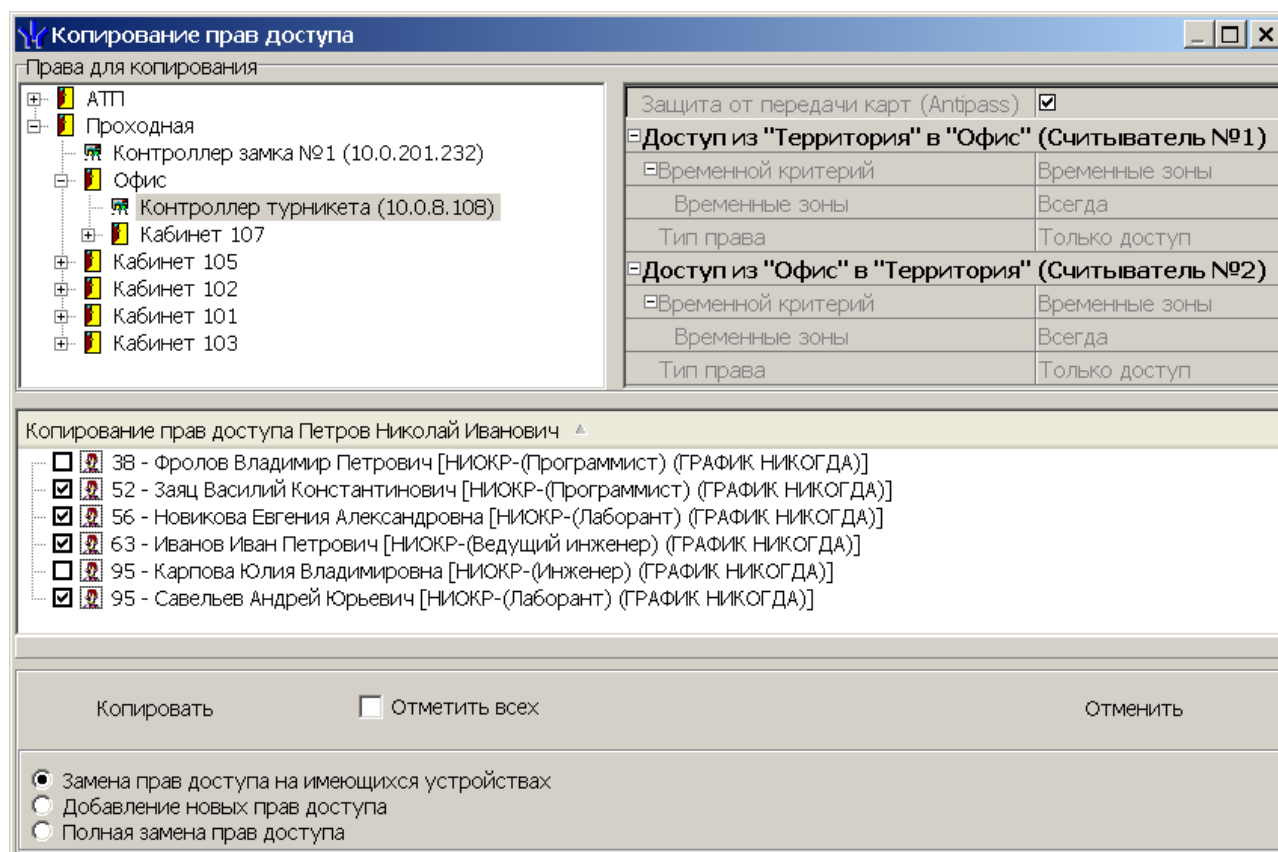 Копирование прав доступа
Права для копирования
АТП
Проходная
Контроллер замка №1 (10.0.201.232)
Офис
Контроллер турникета (10.0.8.108)
Кабинет 107
Кабинет 105
Кабинет 102
Кабинет 101
Кабинет 103
Защита от передачи карт (Antipass)
Доступ из "Территория" в "Офис" (Считыватель №1)
Временной критерий Временные зоны
Временные зоны Всегда
Тип права Только доступ
Доступ из "Офис" в "Территория" (Считыватель №2)
Временной критерий Временные зоны
Временные зоны Всегда
Тип права Только доступ
Копирование прав доступа Петров Николай Иванович
38 - Фролов Владимир Петрович [НИОКР-(Программист) (ГРАФИК НИКОГДА)]
52 - Заяц Василий Константинович [НИОКР-(Программист) (ГРАФИК НИКОГДА)]
56 - Новикова Евгения Александровна [НИОКР-(Лаборант) (ГРАФИК НИКОГДА)]
63 - Иванов Иван Петрович [НИОКР-(Ведущий инженер) (ГРАФИК НИКОГДА)]
95 - Карпова Юлия Владимировна [НИОКР-(Инженер) (ГРАФИК НИКОГДА)]
95 - Савельев Андрей Юрьевич [НИОКР-(Лаборант) (ГРАФИК НИКОГДА)]
Копировать Отметить всех Отменить
Замена прав доступа на имеющихся устройствах
Добавление новых прав доступа
Полная замена прав доступа